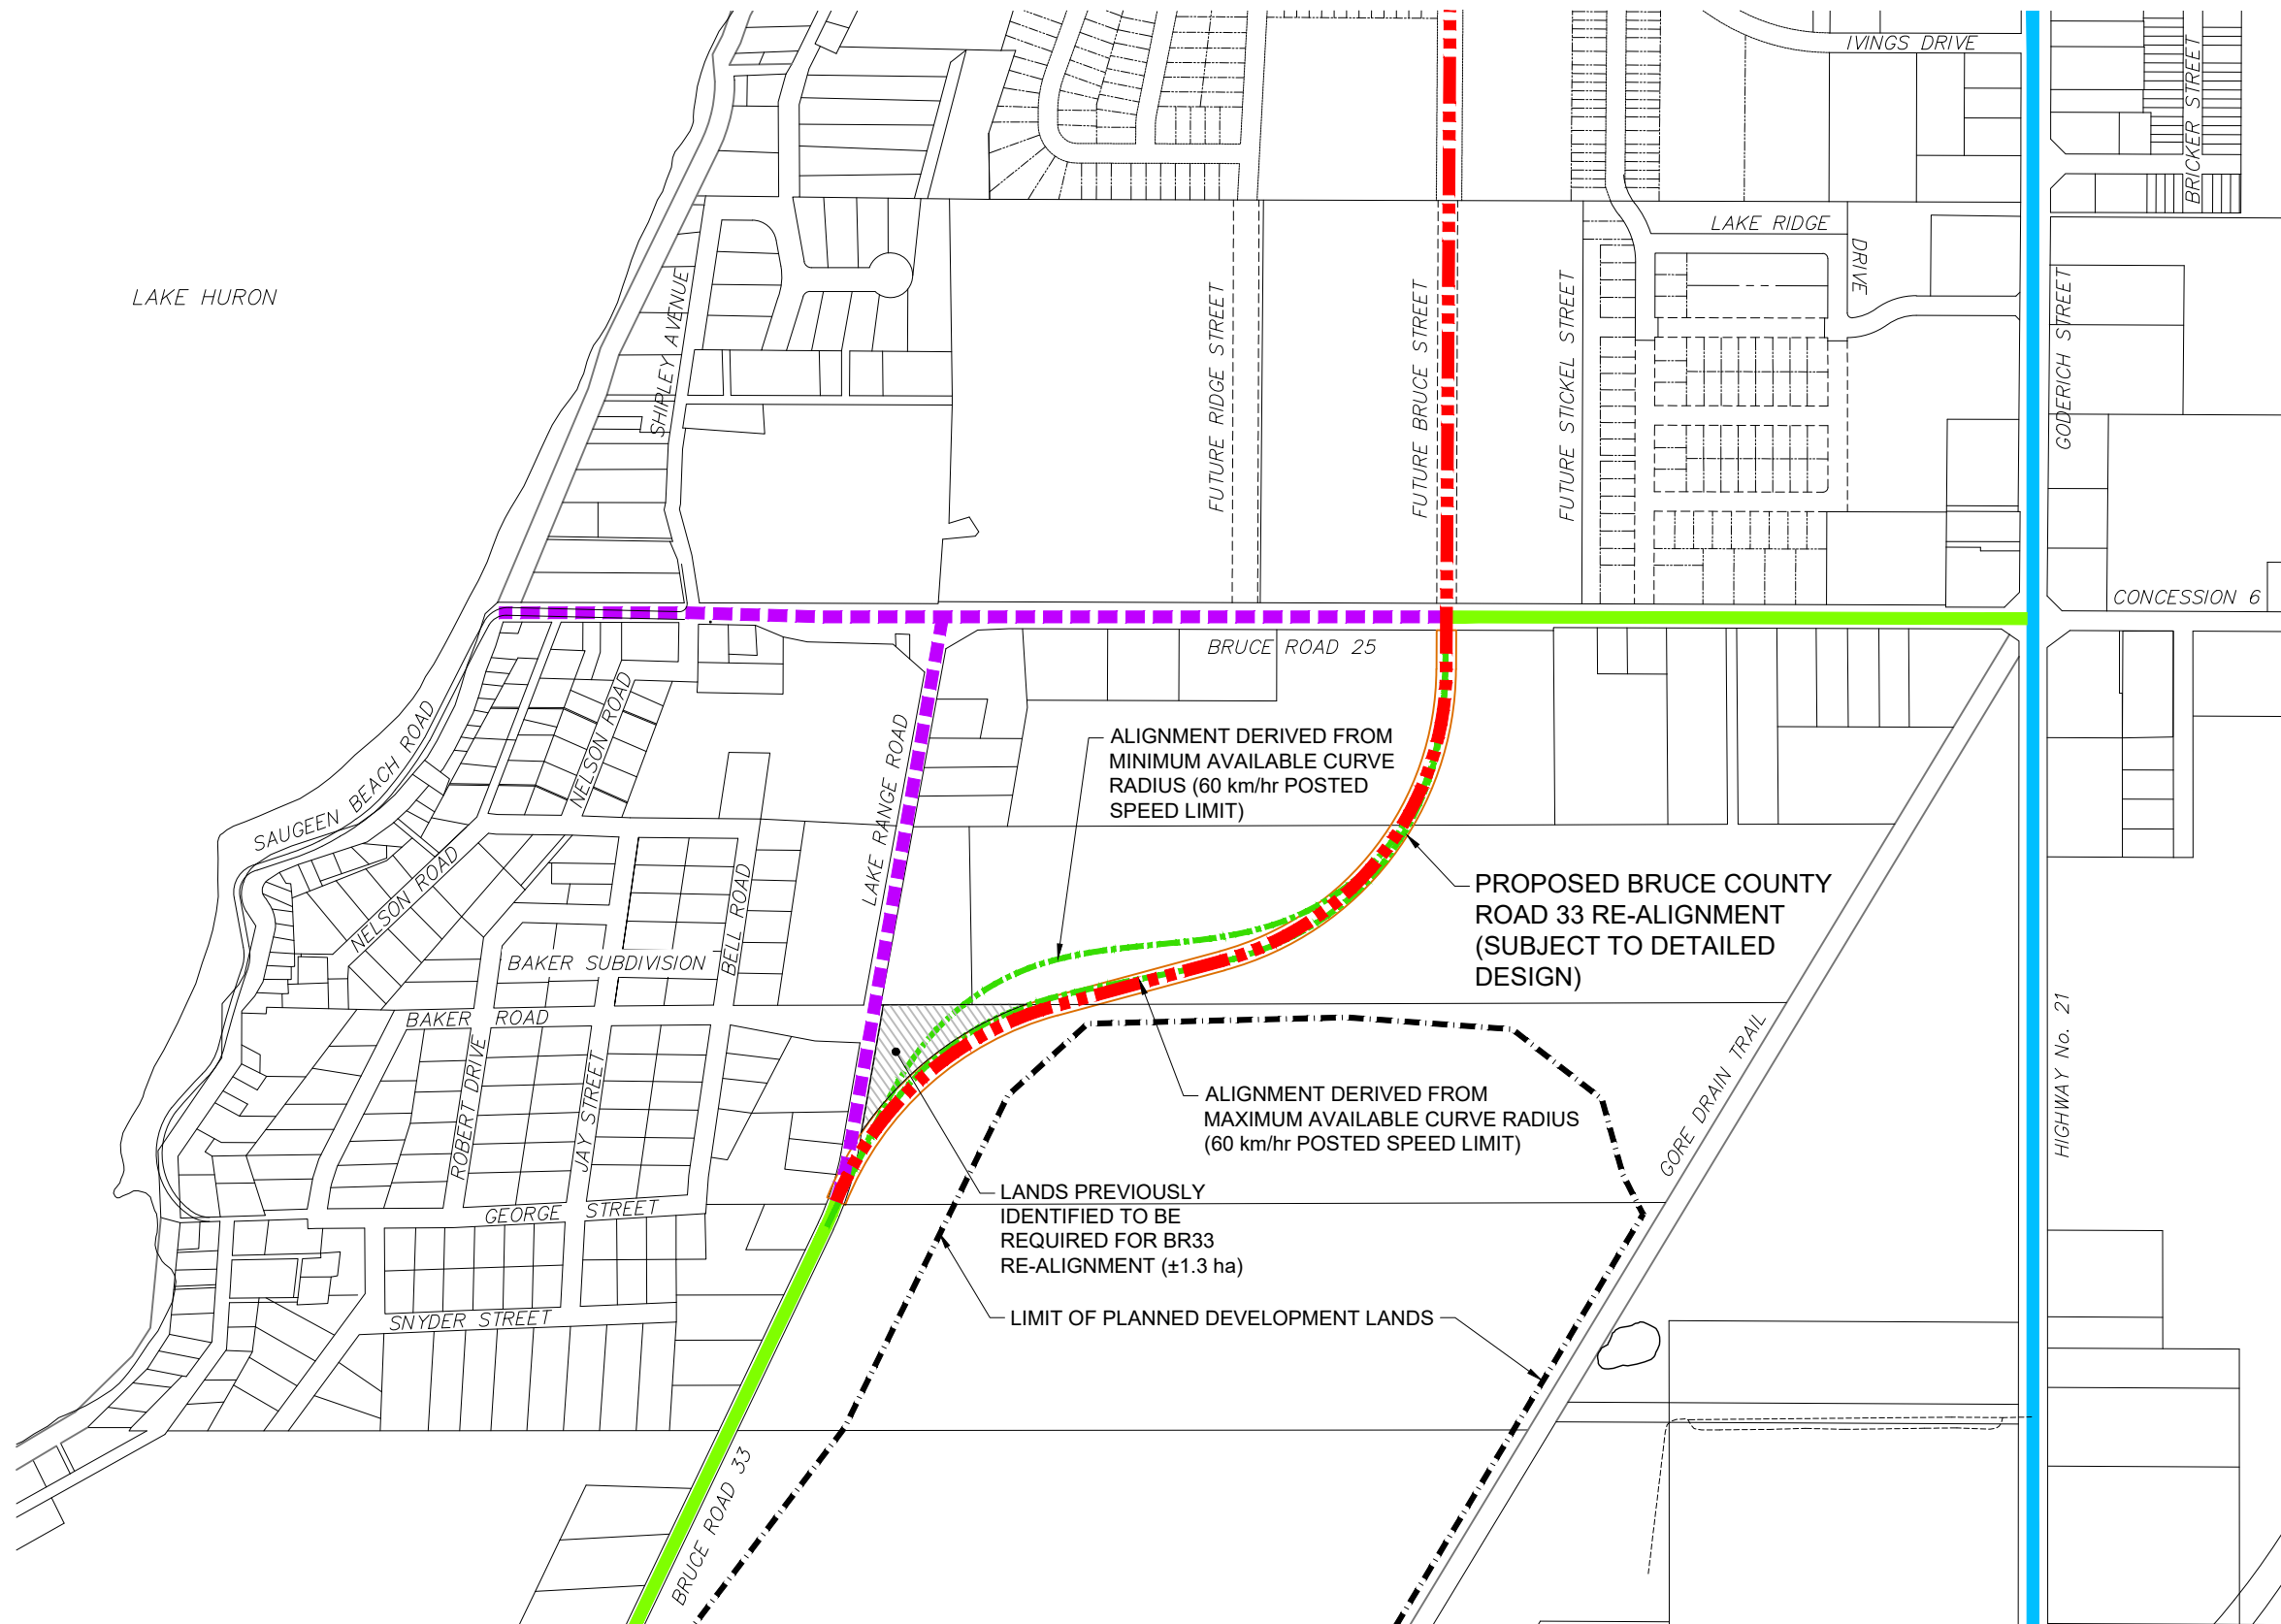 IVINGS DRIVE
BRICKER STREET
LAKE RIDGE
DRIVE
LAKE HURON
SHIRLEY AVENUE
FUTURE RIDGE STREET
FUTURE BRUCE STREET
FUTURE STICKEL STREET
GODERICH STREET
CONCESSION 6
BRUCE ROAD 25
SAUGEEN BEACH ROAD
NELSON ROAD
LAKE RANGE ROAD
ALIGNMENT DERIVED FROM
MINIMUM AVAILABLE CURVE
RADIUS (60 km/hr POSTED
SPEED LIMIT)
NELSON ROAD
BELL ROAD
PROPOSED BRUCE COUNTY
ROAD 33 RE-ALIGNMENT
(SUBJECT TO DETAILED
DESIGN)
BAKER SUBDIVISION
BAKER ROAD
ROBERT DRIVE
JAY STREET
GORE DRAIN TRAIL
HIGHWAY No. 21
ALIGNMENT DERIVED FROM
MAXIMUM AVAILABLE CURVE RADIUS
(60 km/hr POSTED SPEED LIMIT)
LANDS PREVIOUSLY
IDENTIFIED TO BE
REQUIRED FOR BR33
RE-ALIGNMENT (±1.3 ha)
GEORGE STREET
SNYDER STREET
LIMIT OF PLANNED DEVELOPMENT LANDS
BRUCE ROAD 33